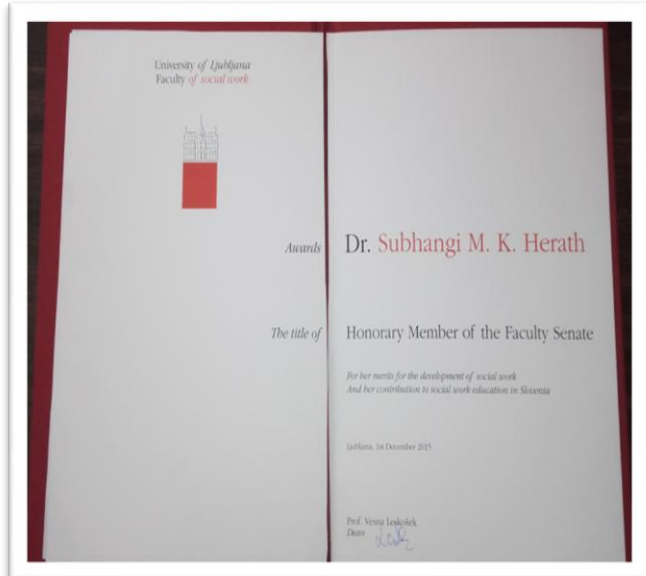 University of Ljubljana
Faculty of social work
Awards
Dr. Subhangi M. K. Herath
The title of
Honorary Member of the Faculty Senate
For her merits for the development of social work
And her contribution to social work education in Slovenia
Ljubljana, 14 December 2015
Prof. Vesna Leskošek
Dean